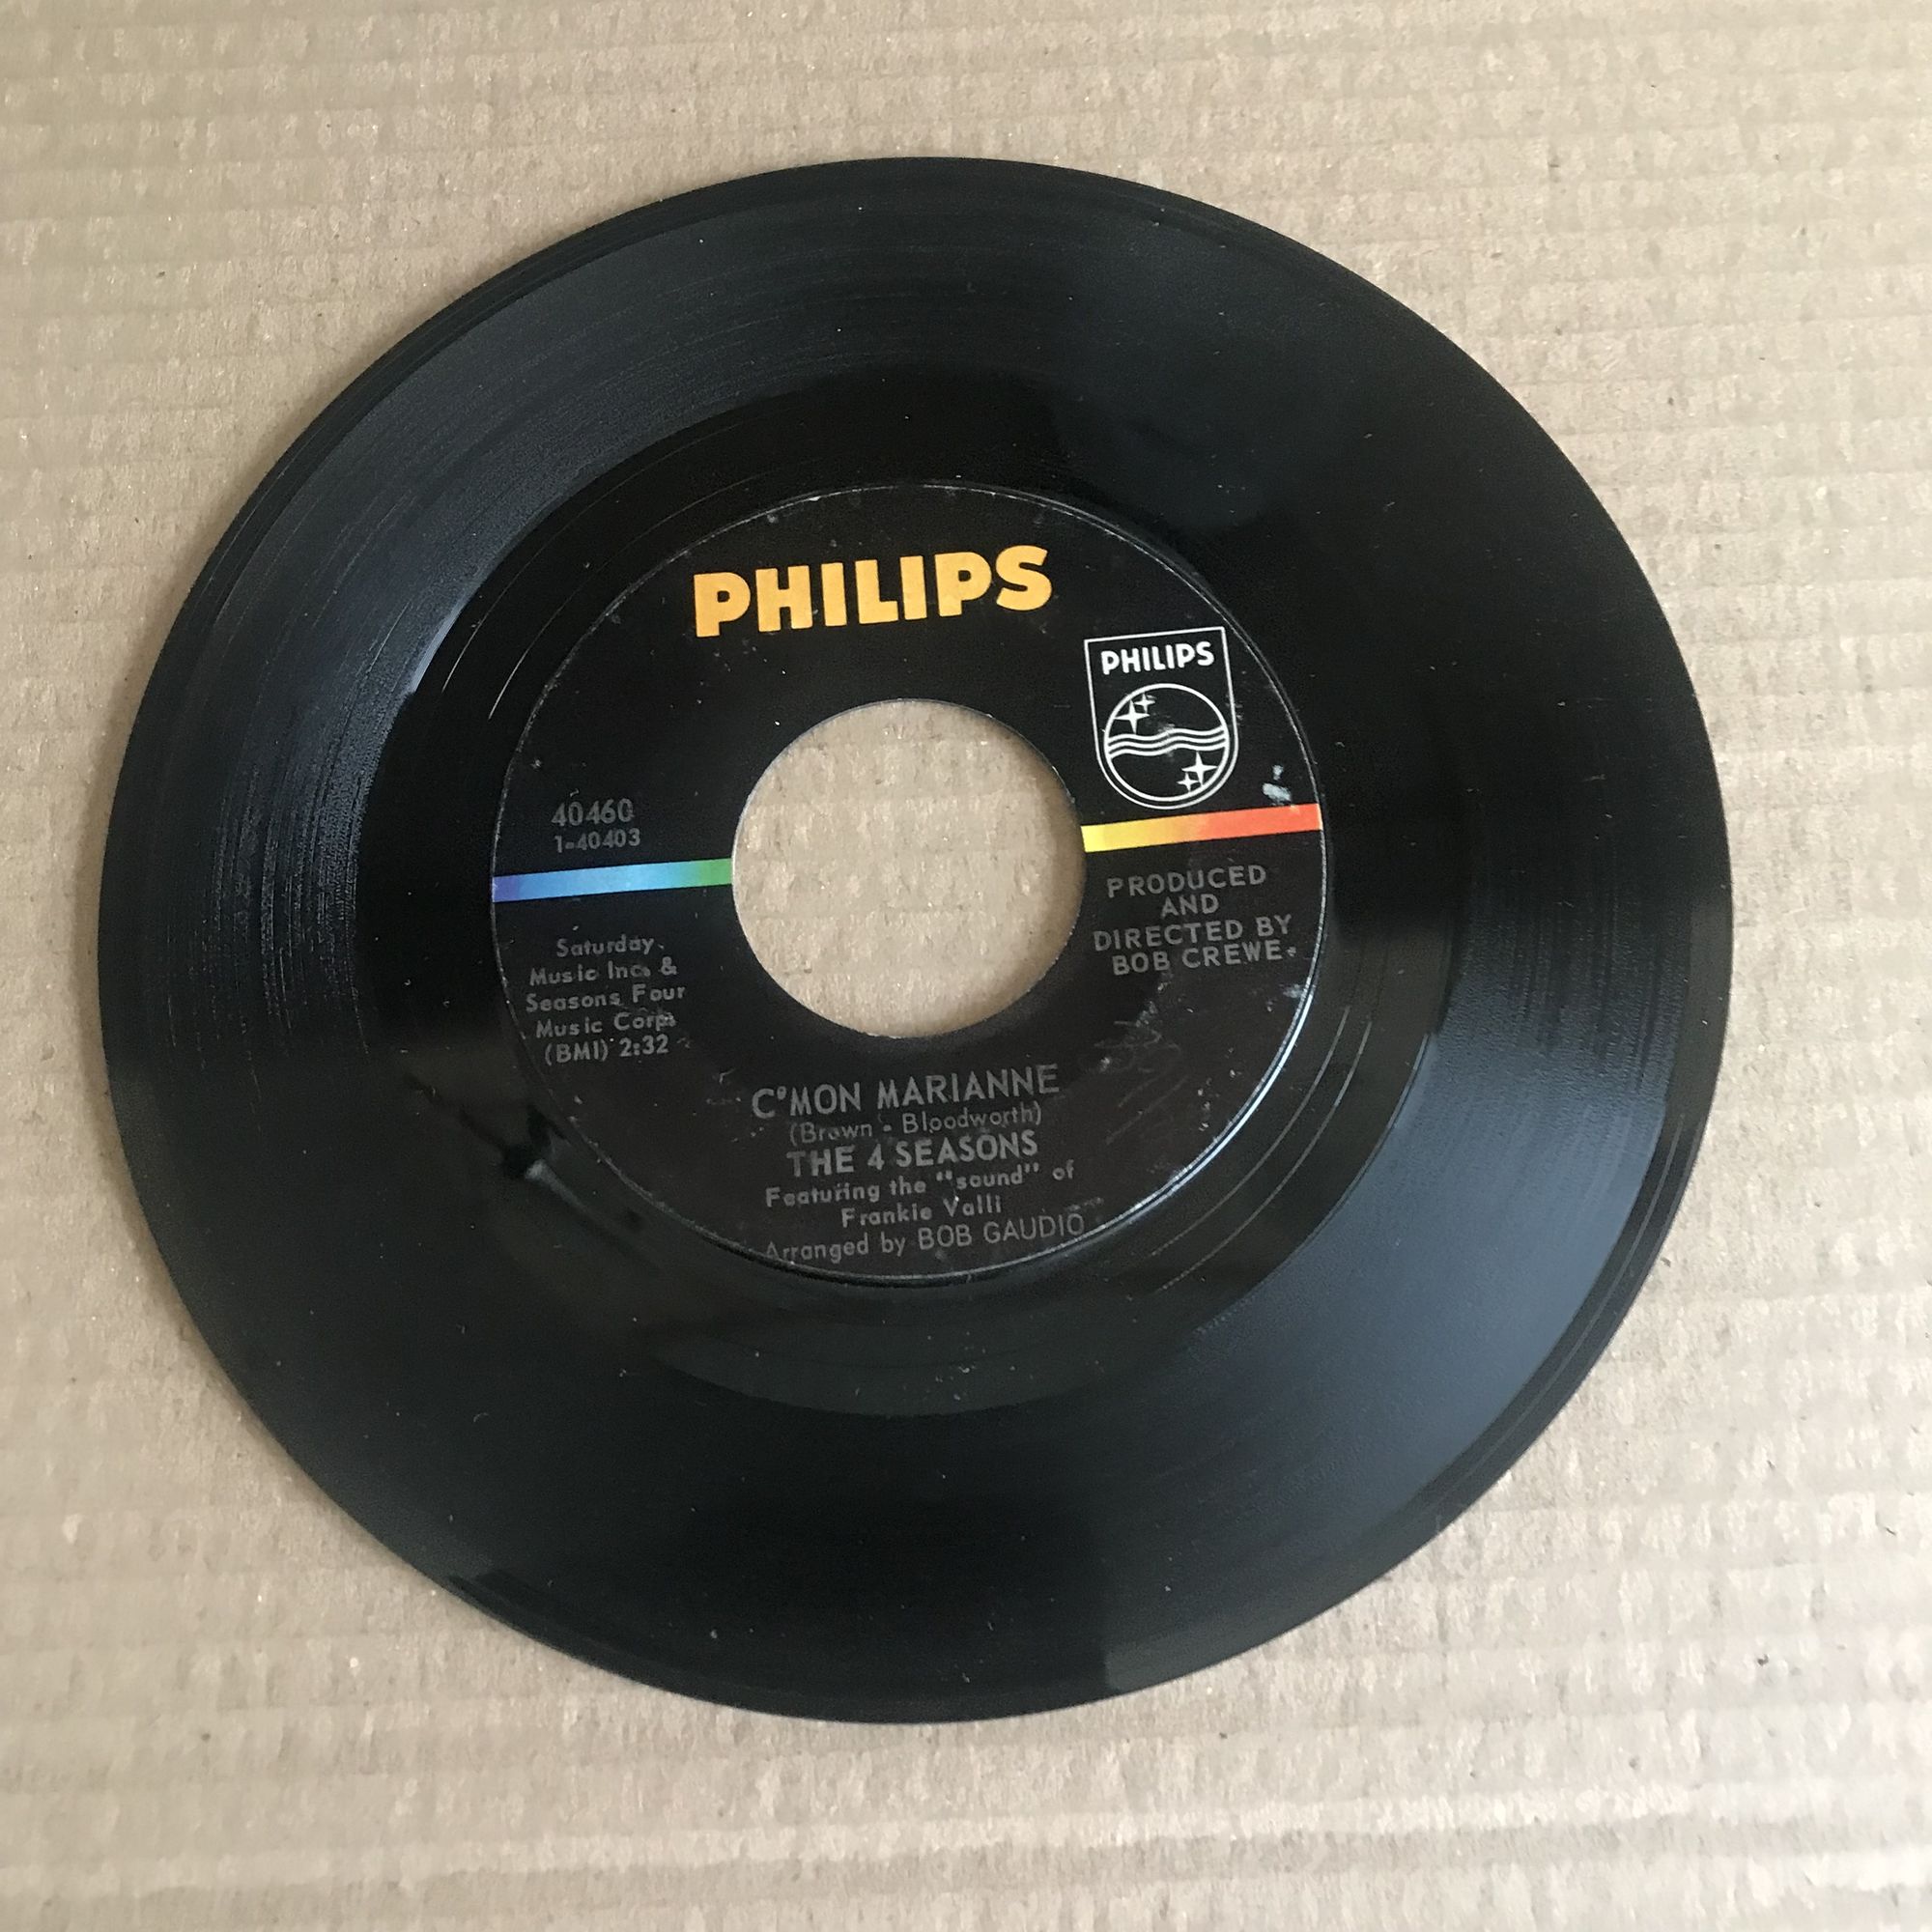 PHILIPS
PHILIPS
40460
1-40403
Saturday
Music Inc. &
Seasons Four
Music Corp.
(BMI) 2:32
PRODUCED
AND
DIRECTED BY
BOB CREWE.
C'MON MARIANNE
(Brown - Bloodworth)
THE 4 SEASONS
Featuring the "sound" of
Frankie Valli
Arranged by BOB GAUDIO